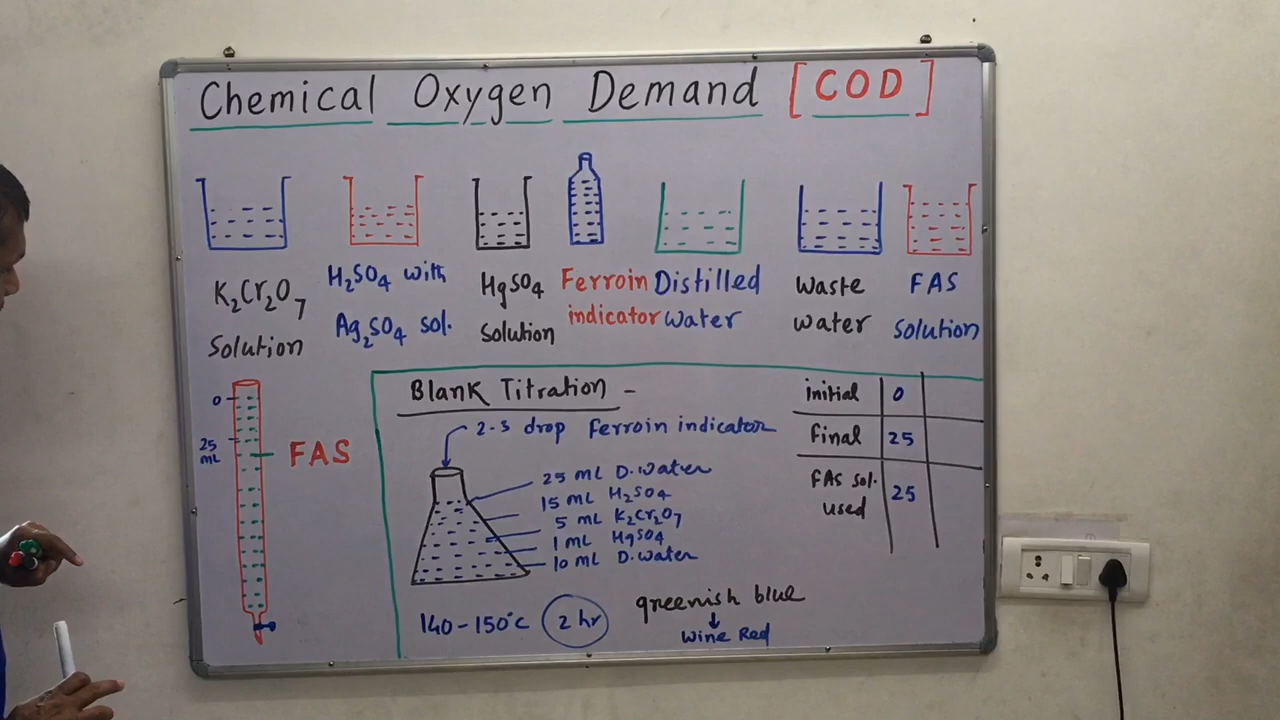 Chemical Oxygen Demand [COD]
K₂Cr₂O₇
Solution
H₂SO₄ with
Ag₂SO₄ sol.
HgSO₄
Solution
Ferroin
indicator
Distilled
Water
Waste
water
FAS
Solution
0
25
ML
FAS
Blank Titration -
2-3 drop Ferroin indicator
25 ML D.water
15 ML H₂SO₄
5 ML K₂Cr₂O₇
1 ML HgSO₄
10 ML D.water
140-150°C 2 hr
greenish blue
↓
Wine Red
initial 0
Final 25
FAS sol. used 25